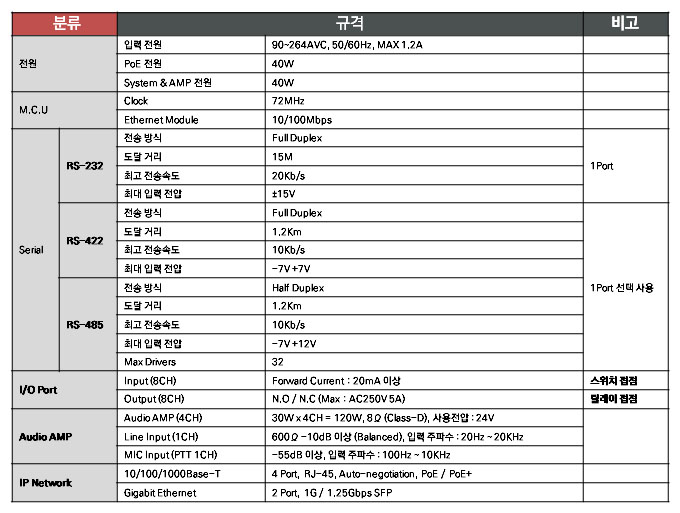 분류 규격 비고
전원 입력 전원 90~264AVC, 50/60Hz, MAX 1.2A
PoE 전원 40W
System & AMP 전원 40W
M.C.U Clock 72MHz
Ethernet Module 10/100Mbps
Serial RS-232 전송 방식 Full Duplex 1Port
도달 거리 15M
최고 전송속도 20Kb/s
최대 입력 전압 ±15V
RS-422 전송 방식 Full Duplex 1Port 선택 사용
도달 거리 1.2Km
최고 전송속도 10Kb/s
최대 입력 전압 -7V +7V
RS-485 전송 방식 Half Duplex
도달 거리 1.2Km
최고 전송속도 10Kb/s
최대 입력 전압 -7V +12V
Max Drivers 32
I/O Port Input (8CH) Forward Current : 20mA 이상 스위치 접점
Output (8CH) N.O / N.C (Max : AC250V 5A) 릴레이 접점
Audio AMP Audio AMP (4CH) 30W x 4CH = 120W, 8Ω (Class-D), 사용전압 : 24V
Line Input (1CH) 600Ω -10dB 이상 (Balanced), 입력 주파수 : 20Hz ~ 20KHz
MIC Input (PTT 1CH) -55dB 이상, 입력 주파수 : 100Hz ~ 10KHz
IP Network 10/100/1000Base-T 4 Port, RJ-45, Auto-negotiation, PoE / PoE+
Gigabit Ethernet 2 Port, 1G / 1.25Gbps SFP